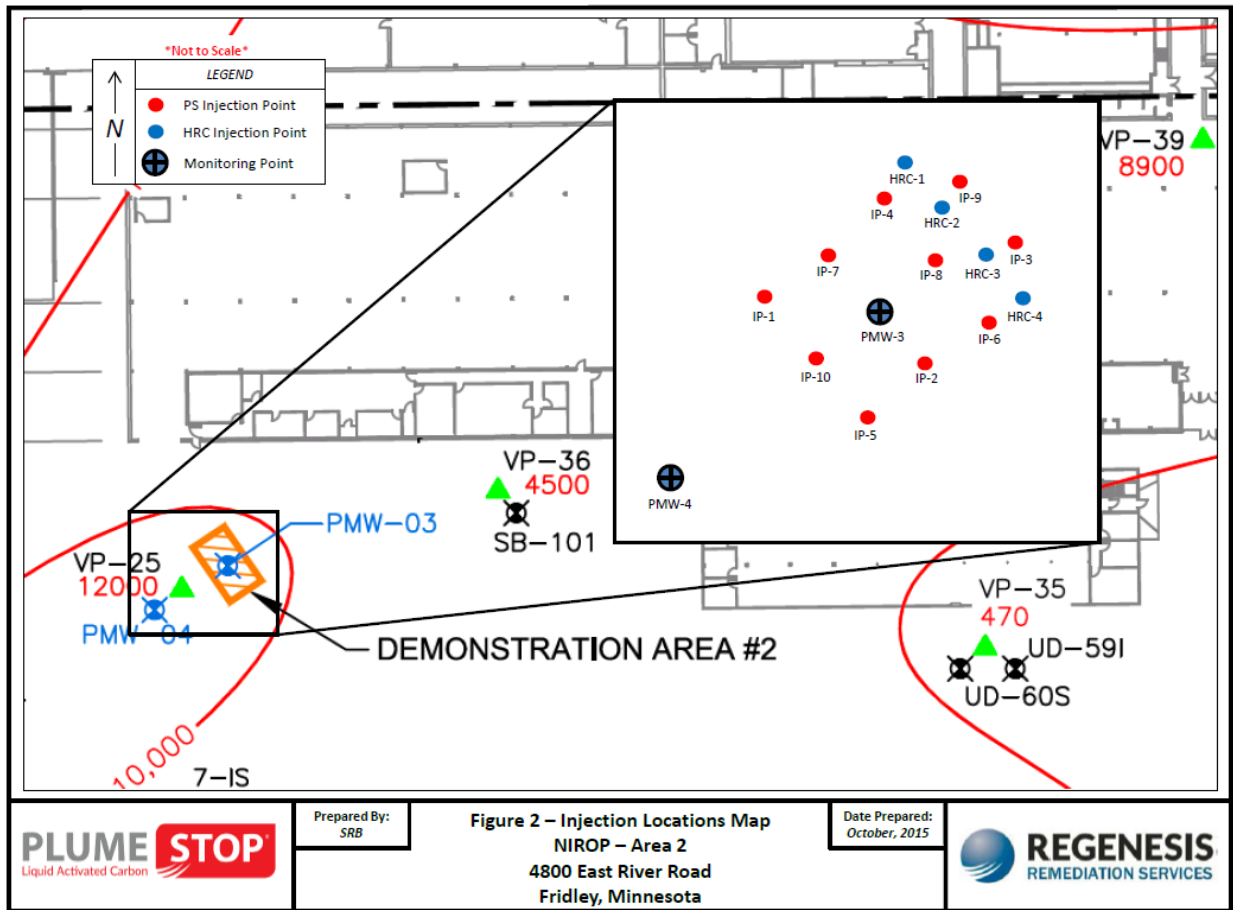 *Not to Scale*
LEGEND
N
PS Injection Point
HRC Injection Point
Monitoring Point
VP-39
8900
HRC-1
IP-9
IP-4
HRC-2
IP-3
IP-7
IP-8
HRC-3
IP-1
HRC-4
PMW-3
IP-6
IP-10
IP-2
IP-5
PMW-4
VP-36
4500
SB-101
PMW-03
VP-25
12000
PMW-04
DEMONSTRATION AREA #2
VP-35
470
UD-59I
UD-60S
10,000
7-IS
PLUME STOP
Liquid Activated Carbon
Prepared By:
SRB
Figure 2 – Injection Locations Map
NIROP – Area 2
4800 East River Road
Fridley, Minnesota
Date Prepared:
October, 2015
REGENESIS
REMEDIATION SERVICES